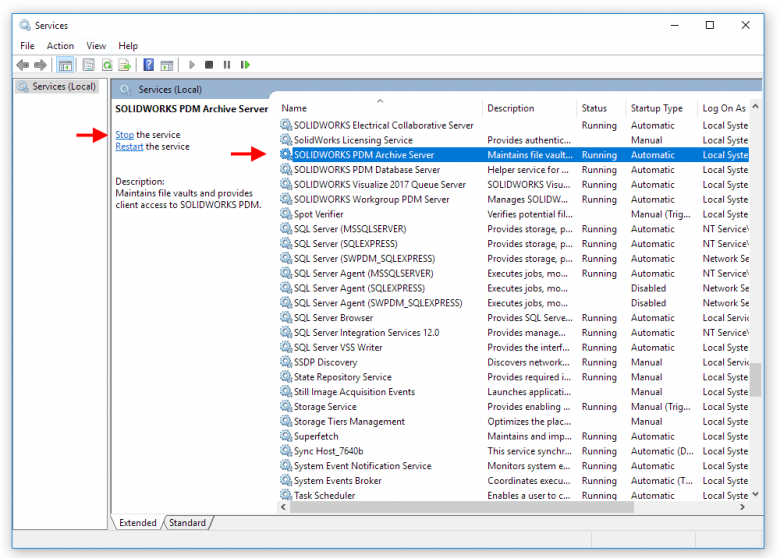 Services
File Action View Help
Services (Local)
Services (Local)
SOLIDWORKS PDM Archive Server
Stop the service
Restart the service
Description:
Maintains file vaults and provides
client access to SOLIDWORKS PDM.
Name Description Status Startup Type Log On As
SOLIDWORKS Electrical Collaborative Server Running Automatic Local Syste
SolidWorks Licensing Service Provides authentic... Manual Local Syste
SOLIDWORKS PDM Archive Server Maintains file vault... Running Automatic Local Syste
SOLIDWORKS PDM Database Server Helper service for ... Running Automatic Local Syste
SOLIDWORKS Visualize 2017 Queue Server SOLIDWORKS Visu... Running Automatic Local Syste
SOLIDWORKS Workgroup PDM Server Manages SOLIDW... Running Automatic Local Syste
Spot Verifier Verifies potential fil... Manual (Trig... Local Syste
SQL Server (MSSQLSERVER) Provides storage, p... Running Automatic NT Service\
SQL Server (SQLEXPRESS) Provides storage, p... Running Automatic Network Se
SQL Server (SWPDM_SQLEXPRESS) Provides storage, p... Running Automatic Network Se
SQL Server Agent (MSSQLSERVER) Executes jobs, mo... Running Automatic NT Service\
SQL Server Agent (SQLEXPRESS) Executes jobs, mo... Disabled Network Se
SQL Server Agent (SWPDM_SQLEXPRESS) Executes jobs, mo... Disabled Network Se
SQL Server Browser Provides SQL Serve... Running Automatic Local Servic
SQL Server Integration Services 12.0 Provides manage... Running Automatic NT Service\
SQL Server VSS Writer Provides the interf... Running Automatic Local Syste
SSDP Discovery Discovers network... Running Manual Local Servic
State Repository Service Provides required i... Running Manual Local Syste
Still Image Acquisition Events Launches applicati... Manual Local Syste
Storage Service Provides enabling ... Running Manual (Trig... Local Syste
Storage Tiers Management Optimizes the plac... Manual Local Syste
Superfetch Maintains and imp... Running Automatic Local Syste
Sync Host_7640b This service synchr... Running Automatic (D... Local Syste
System Event Notification Service Monitors system e... Running Automatic Local Syste
System Events Broker Coordinates execu... Running Automatic (T... Local Syste
Task Scheduler Enables a user to c... Running Automatic Local Syste
Extended Standard